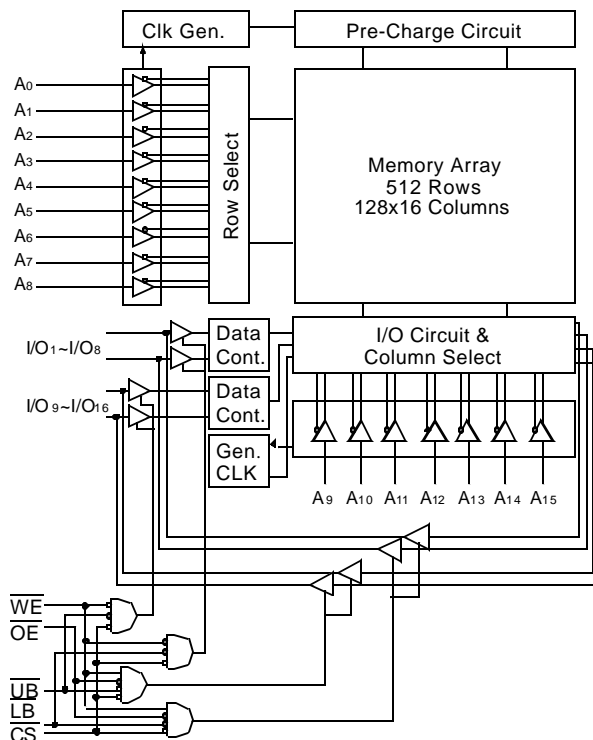 Clk Gen.
Pre-Charge Circuit
A0
A1
A2
A3
A4
A5
A6
A7
A8
Row Select
Memory Array
512 Rows
128x16 Columns
I/O1~I/O8
Data
Cont.
I/O Circuit &
Column Select
I/O 9~I/O16
Data
Cont.
Gen.
CLK
A9 A10 A11 A12 A13 A14 A15
WE
OE
UB
LB
CS